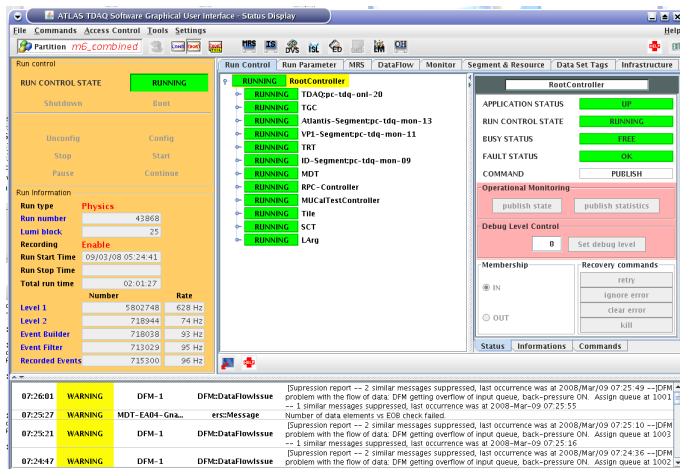 ATLAS TDAQ Software Graphical User Interface - Status Display
File Commands Access Control Tools Settings Help
Partition m6_combined
MRS IS ISL OH
Run control
RUN CONTROL STATE RUNNING
Shutdown Boot
Unconfig Config
Stop Start
Pause Continue
Run Information
Run type Physics
Run number 43868
Lumi block 25
Recording Enable
Run Start Time 09/03/08 05:24:41
Run Stop Time
Total run time 02:01:27
Number Rate
Level 1 5802748 628 Hz
Level 2 718944 74 Hz
Event Builder 718038 93 Hz
Event Filter 713029 95 Hz
Recorded Events 715300 96 Hz
Run Control Run Parameter MRS DataFlow Monitor Segment & Resource Data Set Tags Infrastructure
RUNNING RootController
RUNNING TDAQ:pc-tdq-onl-20
RUNNING TGC
RUNNING Atlantis-Segment:pc-tdq-mon-13
RUNNING VP1-Segment:pc-tdq-mon-11
RUNNING TRT
RUNNING ID-Segment:pc-tdq-mon-09
RUNNING MDT
RUNNING RPC-Controller
RUNNING MUCalTestController
RUNNING Tile
RUNNING SCT
RUNNING LArg
RootController
APPLICATION STATUS UP
RUN CONTROL STATE RUNNING
BUSY STATUS FREE
FAULT STATUS OK
COMMAND PUBLISH
Operational Monitoring
publish state publish statistics
Debug Level Control
0 Set debug level
Membership
IN
OUT
Recovery commands
retry
ignore error
clear error
kill
Status Informations Commands
07:26:01 WARNING DFM-1 DFM::DataFlowIssue [Supression report -- 2 similar messages suppressed, last occurrence was at 2008/Mar/09 07:25:49 --]DFM
problem with the flow of data: DFM getting overflow of input queue, back-pressure ON. Assign queue at 1001
-- 1 similar messages suppressed, last occurrence was at 2008-Mar-09 07:25:55
07:25:27 WARNING MDT-EA04-Gna... ers::Message Number of data elements vs EOB check failed.
07:25:21 WARNING DFM-1 DFM::DataFlowIssue [Supression report -- 2 similar messages suppressed, last occurrence was at 2008/Mar/09 07:25:10 --]DFM
problem with the flow of data: DFM getting overflow of input queue, back-pressure ON. Assign queue at 1003
-- 1 similar messages suppressed, last occurrence was at 2008-Mar-09 07:25:16
07:24:47 WARNING DFM-1 DFM::DataFlowIssue [Supression report -- 2 similar messages suppressed, last occurrence was at 2008/Mar/09 07:24:36 --]DFM
problem with the flow of data: DFM getting overflow of input queue, back-pressure ON. Assign queue at 1002